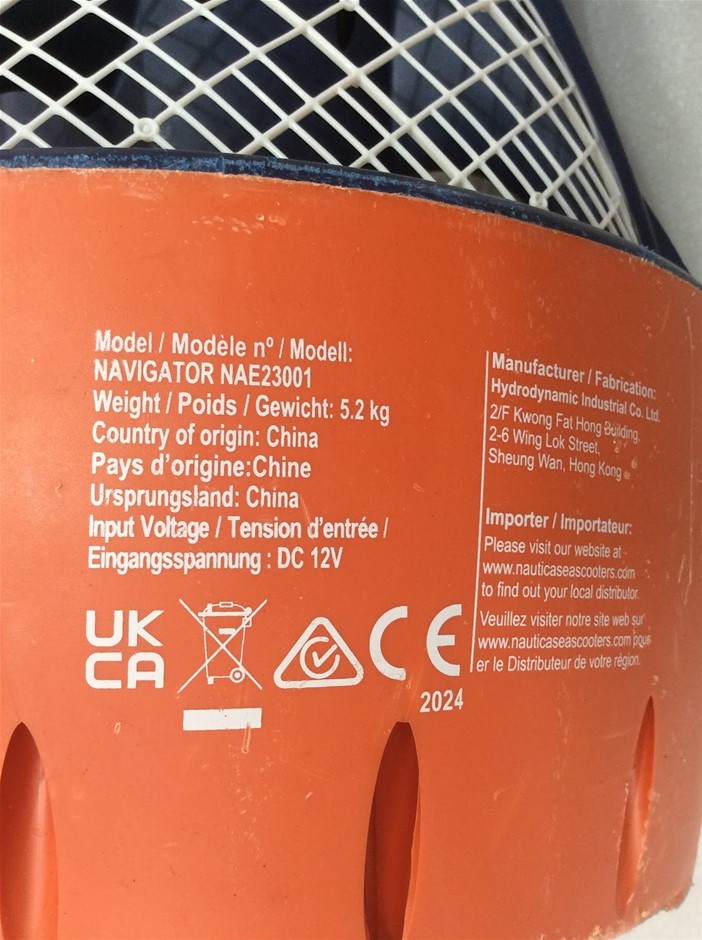 Model / Modèle nº / Modell:
NAVIGATOR NAE23001
Weight / Poids / Gewicht: 5.2 kg
Country of origin: China
Pays d'origine:Chine
Ursprungsland: China
Input Voltage / Tension d'entrée /
Eingangsspannung : DC 12V
UK
CA
CE
2024
Manufacturer / Fabrication:
Hydrodynamic Industrial Co. Ltd.
2/F Kwong Fat Hong Building,
2-6 Wing Lok Street,
Sheung Wan, Hong Kong
Importer / Importateur:
Please visit our website at
www.nauticaseascooters.com
to find out your local distributor.
Veuillez visiter notre site web sur
www.nauticaseascooters.com pour
er le Distributeur de votre région.